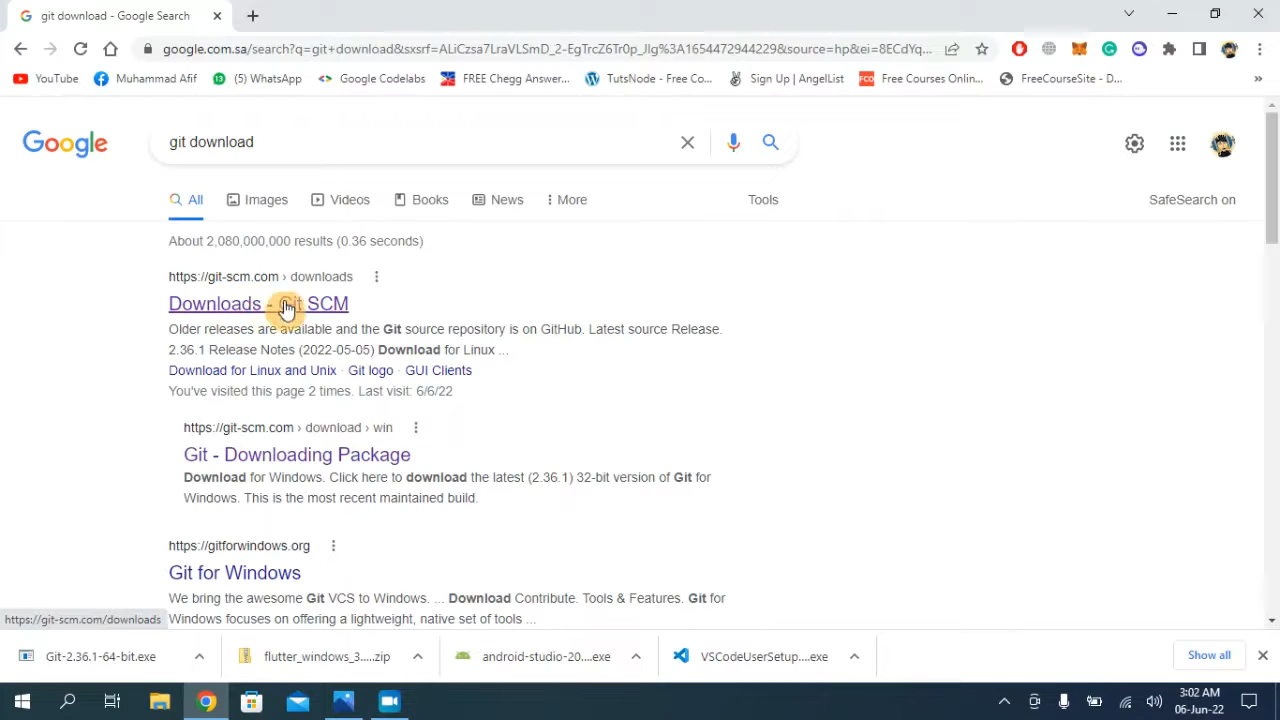 git download - Google Search
google.com.sa/search?q=git+download&sxsrf=ALiCzsa7LraVLSmD_2-EgTrcZ6Tr0p_Jlg%3A1654472944229&source=hp&ei=8ECdYq...
YouTube
Muhammad Afif
(5) WhatsApp
Google Codelabs
FREE Chegg Answer...
TutsNode - Free Co...
Sign Up | AngelList
Free Courses Onlin...
FreeCourseSite - D...
»
Google
git download
All
Images
Videos
Books
News
More
Tools
SafeSearch on
About 2,080,000,000 results (0.36 seconds)
https://git-scm.com › downloads
Downloads - Git SCM
Older releases are available and the Git source repository is on GitHub. Latest source Release.
2.36.1 Release Notes (2022-05-05) Download for Linux ...
Download for Linux and Unix · Git logo · GUI Clients
You've visited this page 2 times. Last visit: 6/6/22
https://git-scm.com › download › win
Git - Downloading Package
Download for Windows. Click here to download the latest (2.36.1) 32-bit version of Git for
Windows. This is the most recent maintained build.
https://gitforwindows.org
Git for Windows
We bring the awesome Git VCS to Windows. ... Download Contribute. Tools & Features. Git for
Windows focuses on offering a lightweight, native set of tools ...
https://git-scm.com/downloads
Git-2.36.1-64-bit.exe
flutter_windows_3.....zip
android-studio-20....exe
VSCodeUserSetup....exe
Show all
3:02 AM
06-Jun-22